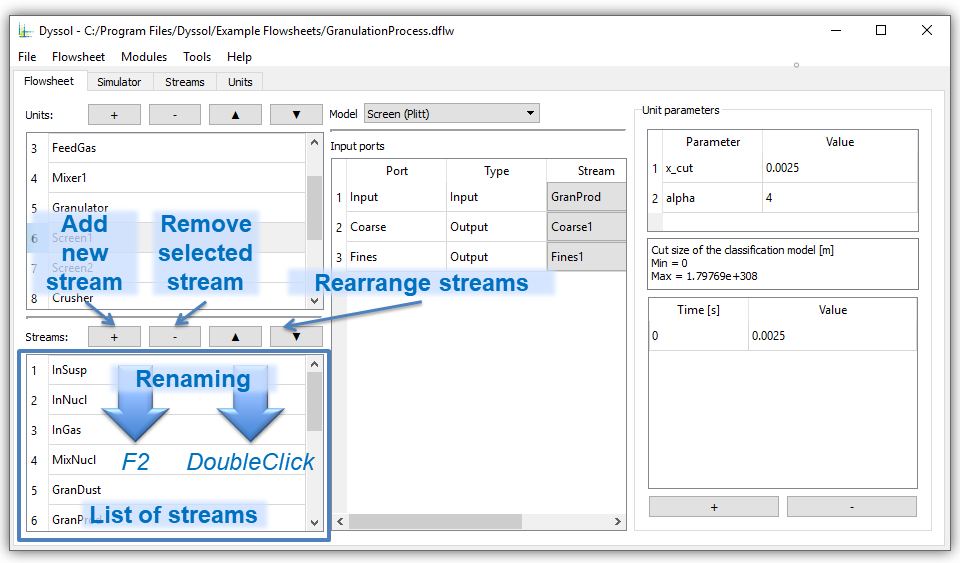 Dyssol - C:/Program Files/Dyssol/Example Flowsheets/GranulationProcess.dflw
File Flowsheet Modules Tools Help
Flowsheet Simulator Streams Units
Units: + - ▲ ▼
3 FeedGas
4 Mixer1
5 Granulator
6 Screen1
7 Screen2
8 Crusher
Add new stream
Remove selected stream
Rearrange streams
Streams: + - ▲ ▼
1 InSusp
2 InNucl
3 InGas
4 MixNucl
5 GranDust
6 GranProd
Renaming
F2 DoubleClick
List of streams
Model Screen (Plitt)
Input ports
Port Type Stream
1 Input Input GranProd
2 Coarse Output Coarse1
3 Fines Output Fines1
Unit parameters
Parameter Value
1 x_cut 0.0025
2 alpha 4
Cut size of the classification model [m]
Min = 0
Max = 1.79769e+308
Time [s] Value
0 0.0025
+ -